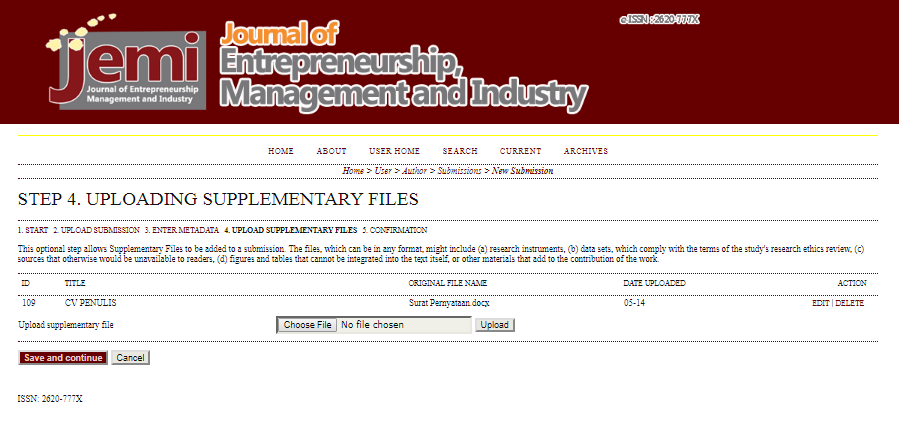 e-ISSN : 2620-777X
jemi
Journal of Entrepreneurship
Management and Industry
Journal of
Entrepreneurship,
Management and Industry
HOME ABOUT USER HOME SEARCH CURRENT ARCHIVES
Home > User > Author > Submissions > New Submission
STEP 4. UPLOADING SUPPLEMENTARY FILES
1. START 2. UPLOAD SUBMISSION 3. ENTER METADATA 4. UPLOAD SUPPLEMENTARY FILES 5. CONFIRMATION
This optional step allows Supplementary Files to be added to a submission. The files, which can be in any format, might include (a) research instruments, (b) data sets, which comply with the terms of the study's research ethics review, (c)
sources that otherwise would be unavailable to readers, (d) figures and tables that cannot be integrated into the text itself, or other materials that add to the contribution of the work.
ID TITLE ORIGINAL FILE NAME DATE UPLOADED ACTION
109 CV PENULIS Surat Pernyataan.docx 05-14 EDIT | DELETE
Upload supplementary file Choose File No file chosen Upload
Save and continue Cancel
ISSN: 2620-777X